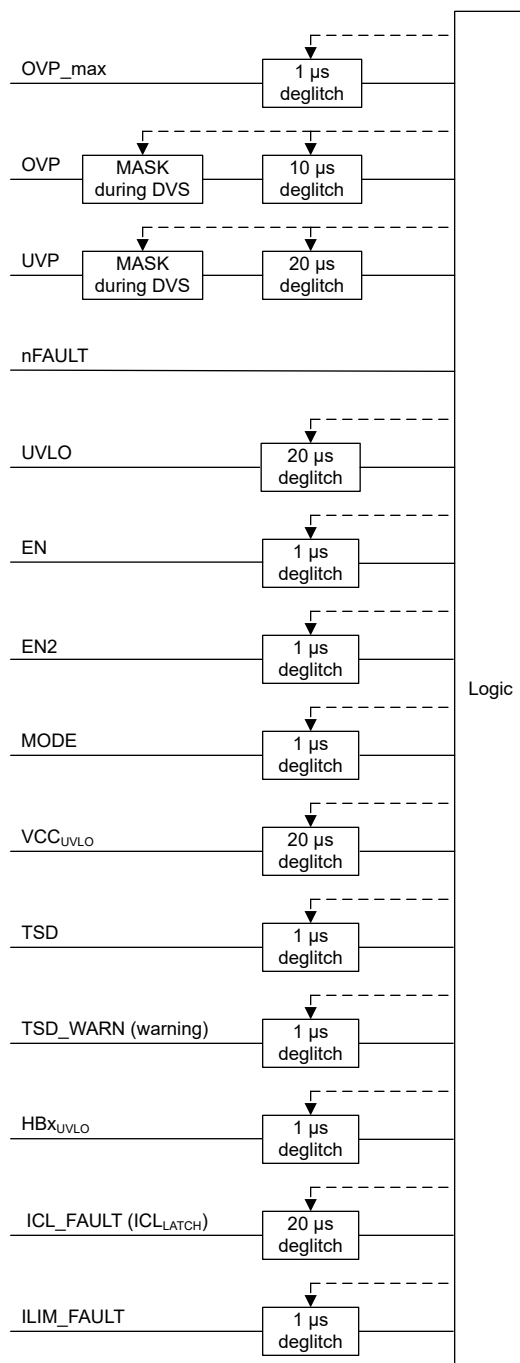 OVP_max
1 µs
deglitch
OVP
MASK
during DVS
10 µs
deglitch
UVP
MASK
during DVS
20 µs
deglitch
nFAULT
UVLO
20 µs
deglitch
EN
1 µs
deglitch
EN2
1 µs
deglitch
Logic
MODE
1 µs
deglitch
VCCUVLO
20 µs
deglitch
TSD
1 µs
deglitch
TSD_WARN (warning)
1 µs
deglitch
HBxUVLO
1 µs
deglitch
ICL_FAULT (ICLLATCH)
20 µs
deglitch
ILIM_FAULT
1 µs
deglitch